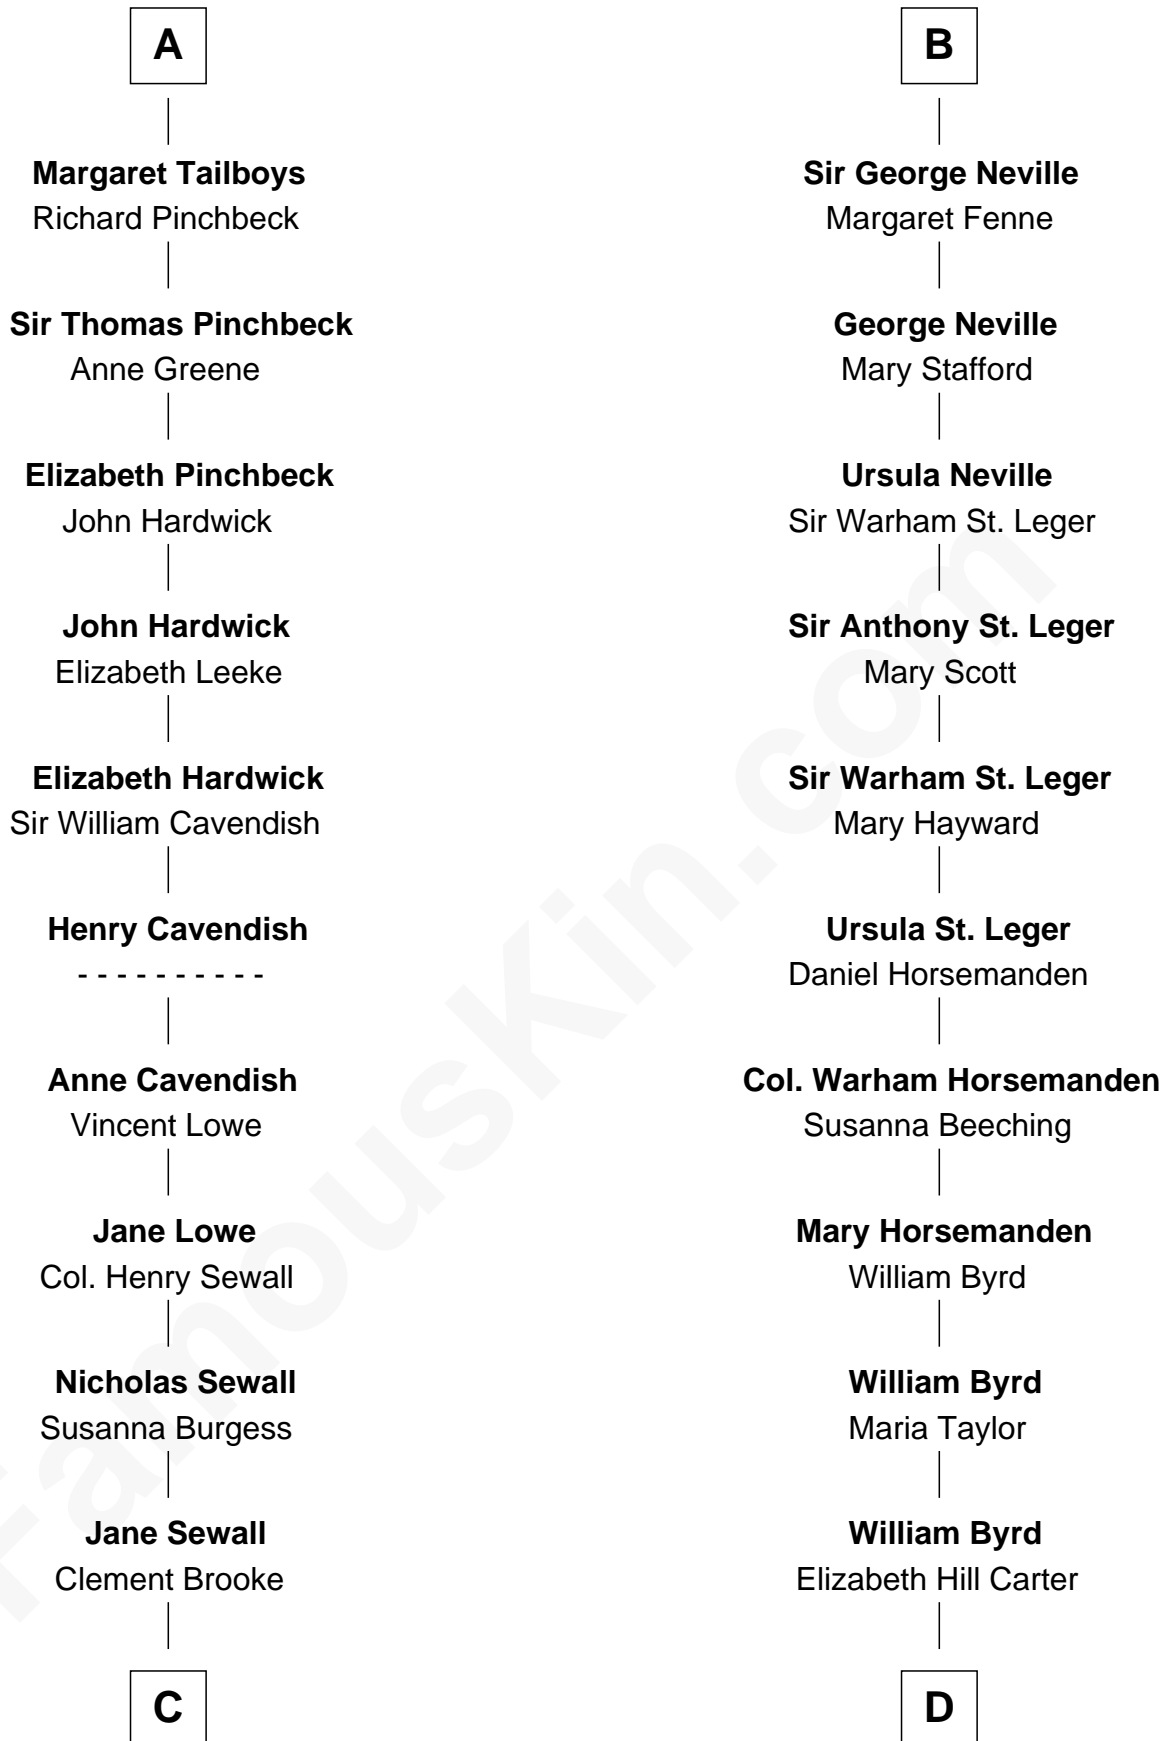 A
Margaret Tailboys
Richard Pinchbeck
Sir Thomas Pinchbeck
Anne Greene
Elizabeth Pinchbeck
John Hardwick
John Hardwick
Elizabeth Leeke
Elizabeth Hardwick
Sir William Cavendish
Henry Cavendish
- - - - - - - - - -
Anne Cavendish
Vincent Lowe
Jane Lowe
Col. Henry Sewall
Nicholas Sewall
Susanna Burgess
Jane Sewall
Clement Brooke
C
B
Sir George Neville
Margaret Fenne
George Neville
Mary Stafford
Ursula Neville
Sir Warham St. Leger
Sir Anthony St. Leger
Mary Scott
Sir Warham St. Leger
Mary Hayward
Ursula St. Leger
Daniel Horsemanden
Col. Warham Horsemanden
Susanna Beeching
Mary Horsemanden
William Byrd
William Byrd
Maria Taylor
William Byrd
Elizabeth Hill Carter
D
FamousKin.com